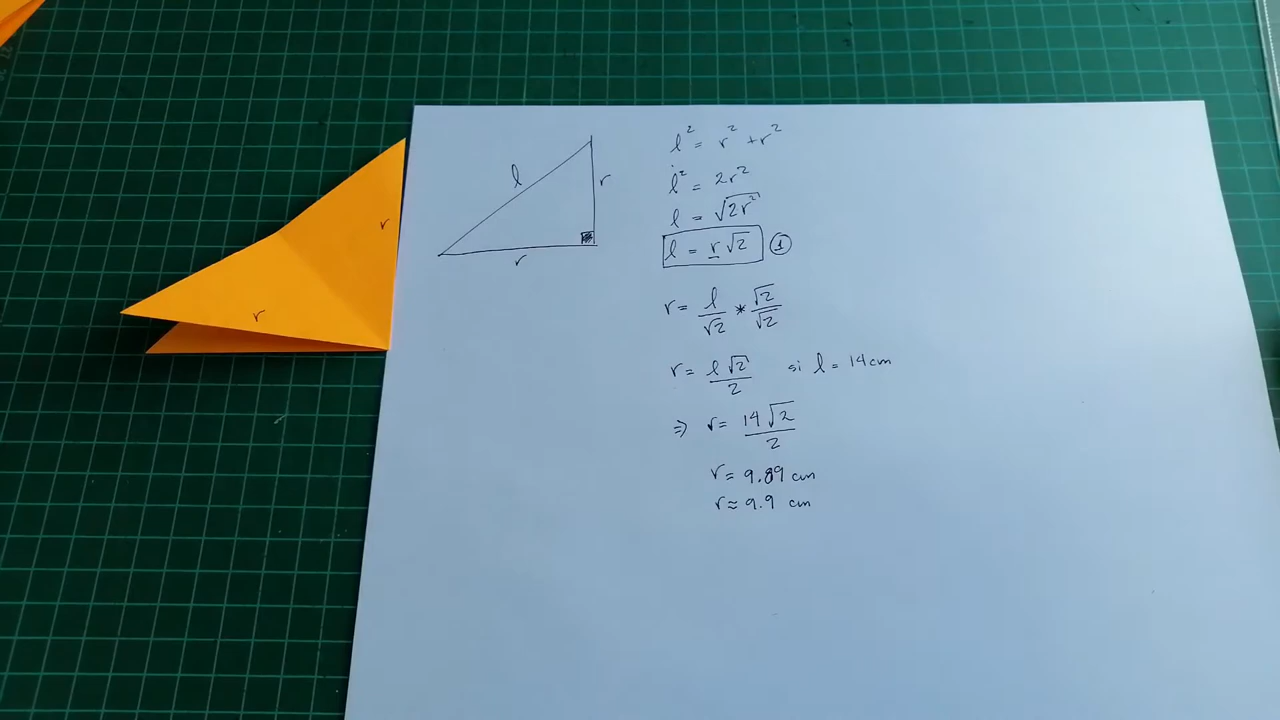 r
r
l
r
r
l² = r² + r²
l² = 2r²
l = √2r²
l = r√2 ①
r = l/√2 * √2/√2
r = l√2/2 si l = 14cm
⇒ r = 14√2/2
r = 9.89 cm
r ≈ 9.9 cm